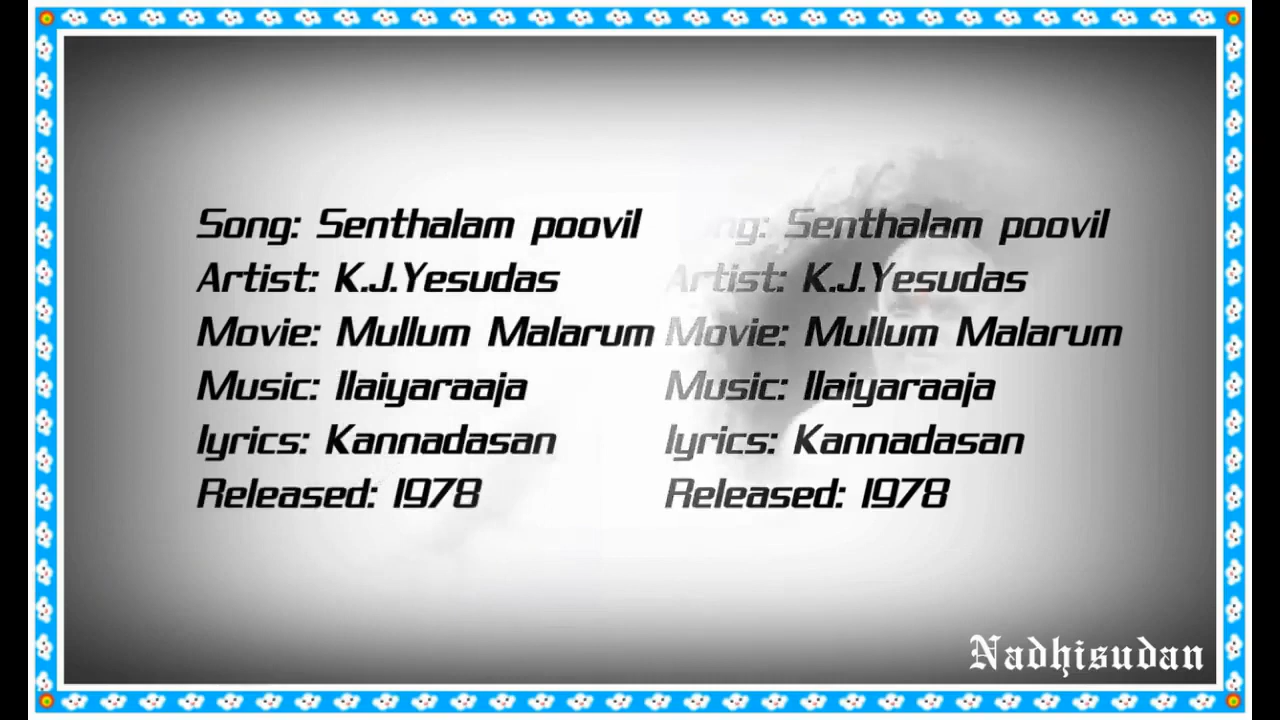 Song: Senthalam poovil
Artist: K.J.Yesudas
Movie: Mullum Malarum
Music: Ilaiyaraaja
lyrics: Kannadasan
Released: 1978
Senthalam poovil
Artist: K.J.Yesudas
Movie: Mullum Malarum
Music: Ilaiyaraaja
lyrics: Kannadasan
Released: 1978
Nadhisudan